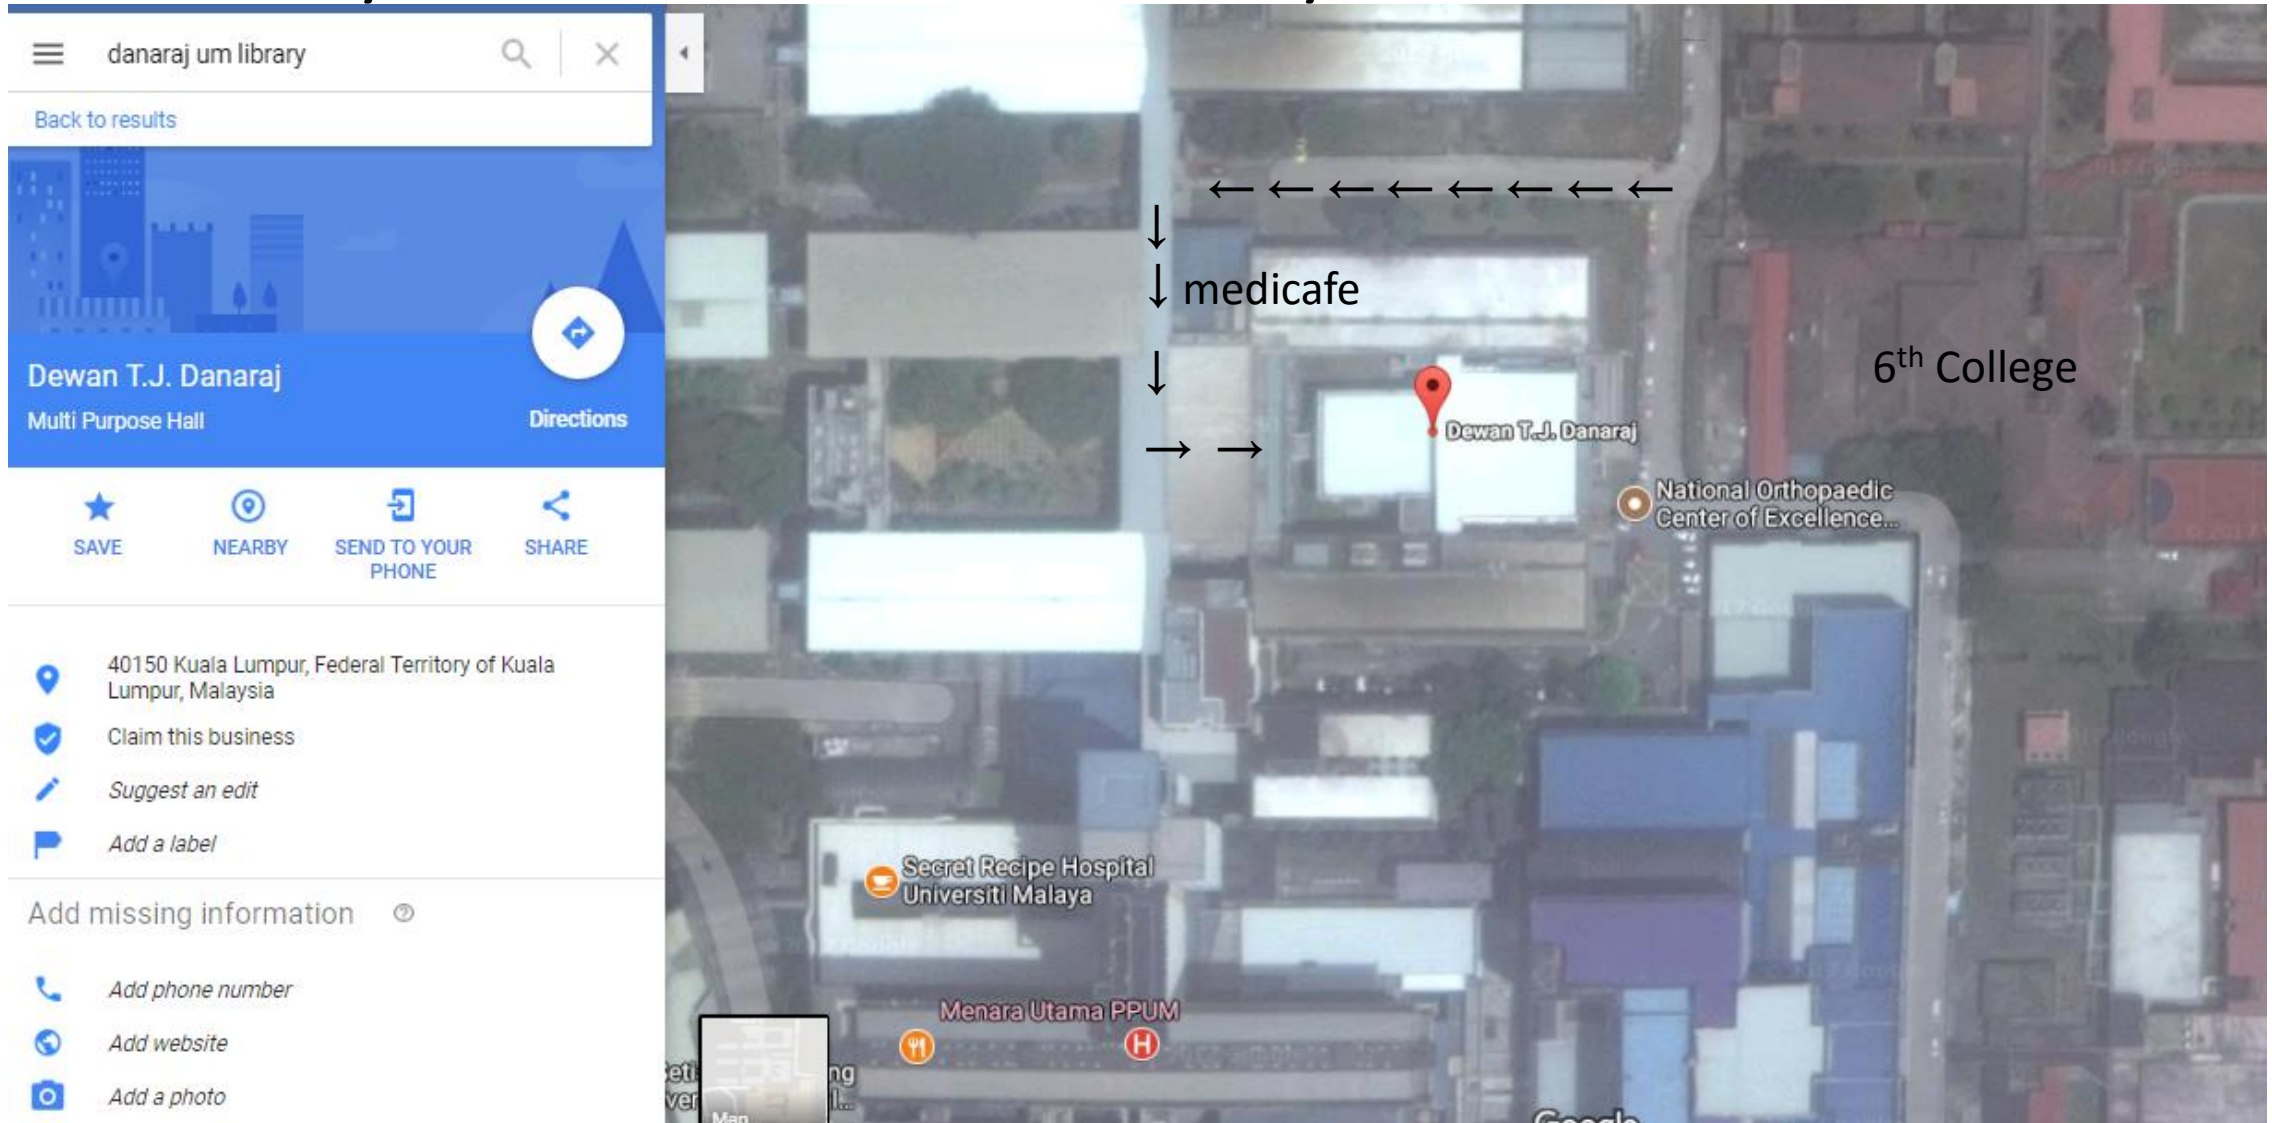 danaraj um library
Back to results
Dewan T.J. Danaraj
Multi Purpose Hall
Directions
SAVE
NEARBY
SEND TO YOUR
PHONE
SHARE
40150 Kuala Lumpur, Federal Territory of Kuala
Lumpur, Malaysia
Claim this business
Suggest an edit
Add a label
Add missing information
Add phone number
Add website
Add a photo
← ← ← ← ← ← ← ←
↓
↓ medicafe
↓
→ →
6th College
Dewan T.J. Danaraj
National Orthopaedic
Center of Excellence...
Secret Recipe Hospital
Universiti Malaya
Menara Utama PPUM
H
Map
Google